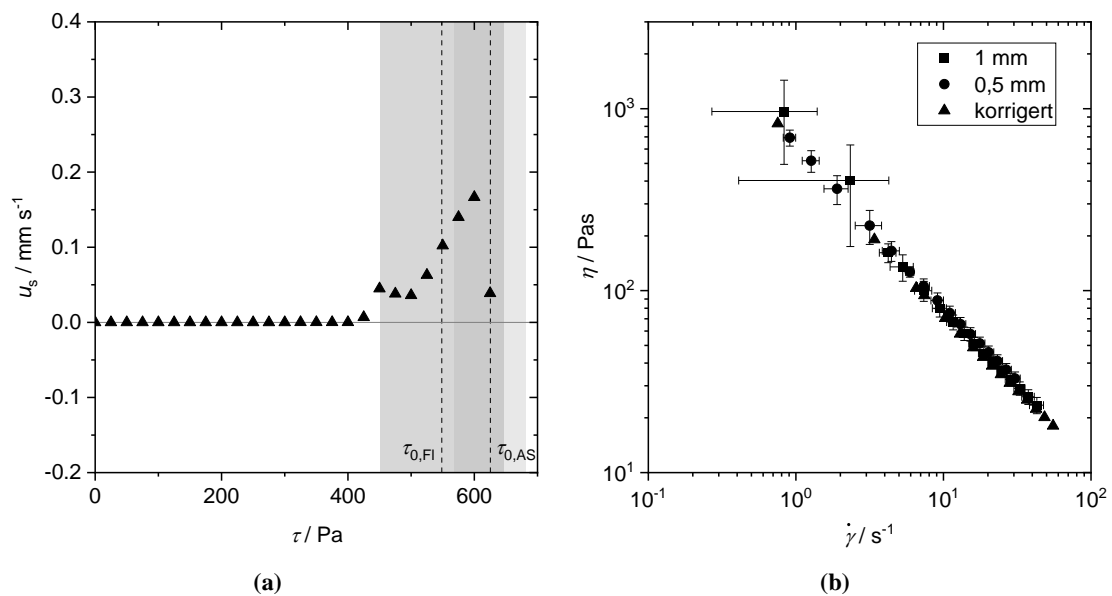 0.4
0.3
0.2
0.1
0.0
-0.1
-0.2
u_s / mm s^-1
0 200 400 600
τ / Pa
τ_0,FI
τ_0,AS
(a)
10^3
10^2
10^1
η / Pas
10^-1 10^0 10^1 10^2
γ̇ / s^-1
1 mm
0,5 mm
korrigert
(b)